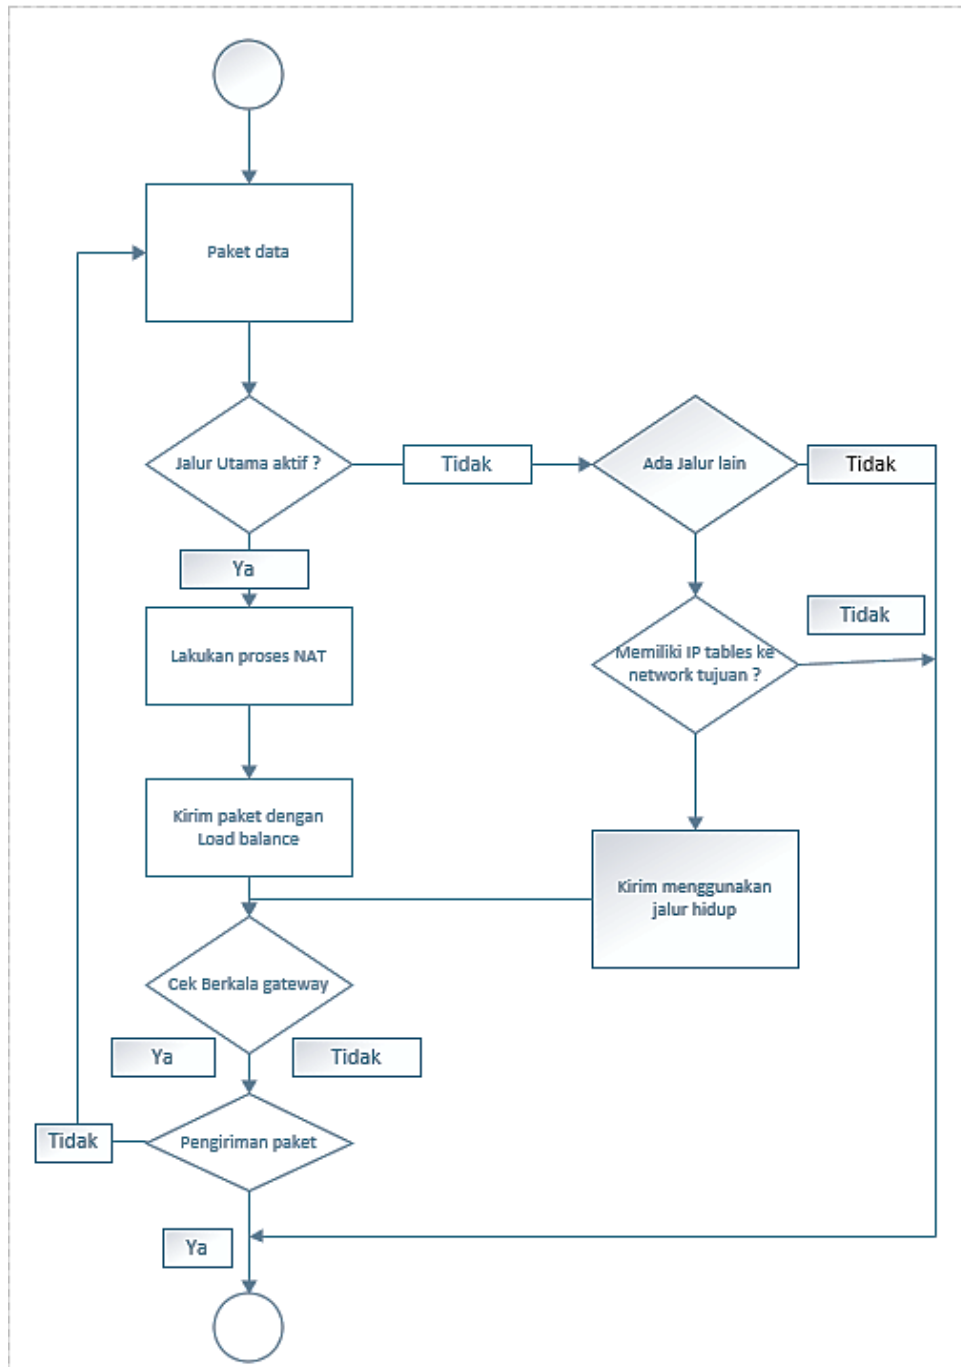 Paket data
Jalur Utama aktif ?
Tidak
Ada Jalur lain
Tidak
Ya
Tidak
Lakukan proses NAT
Memiliki IP tables ke
network tujuan ?
Kirim paket dengan
Load balance
Kirim menggunakan
jalur hidup
Cek Berkala gateway
Ya
Tidak
Tidak
Pengiriman paket
Ya